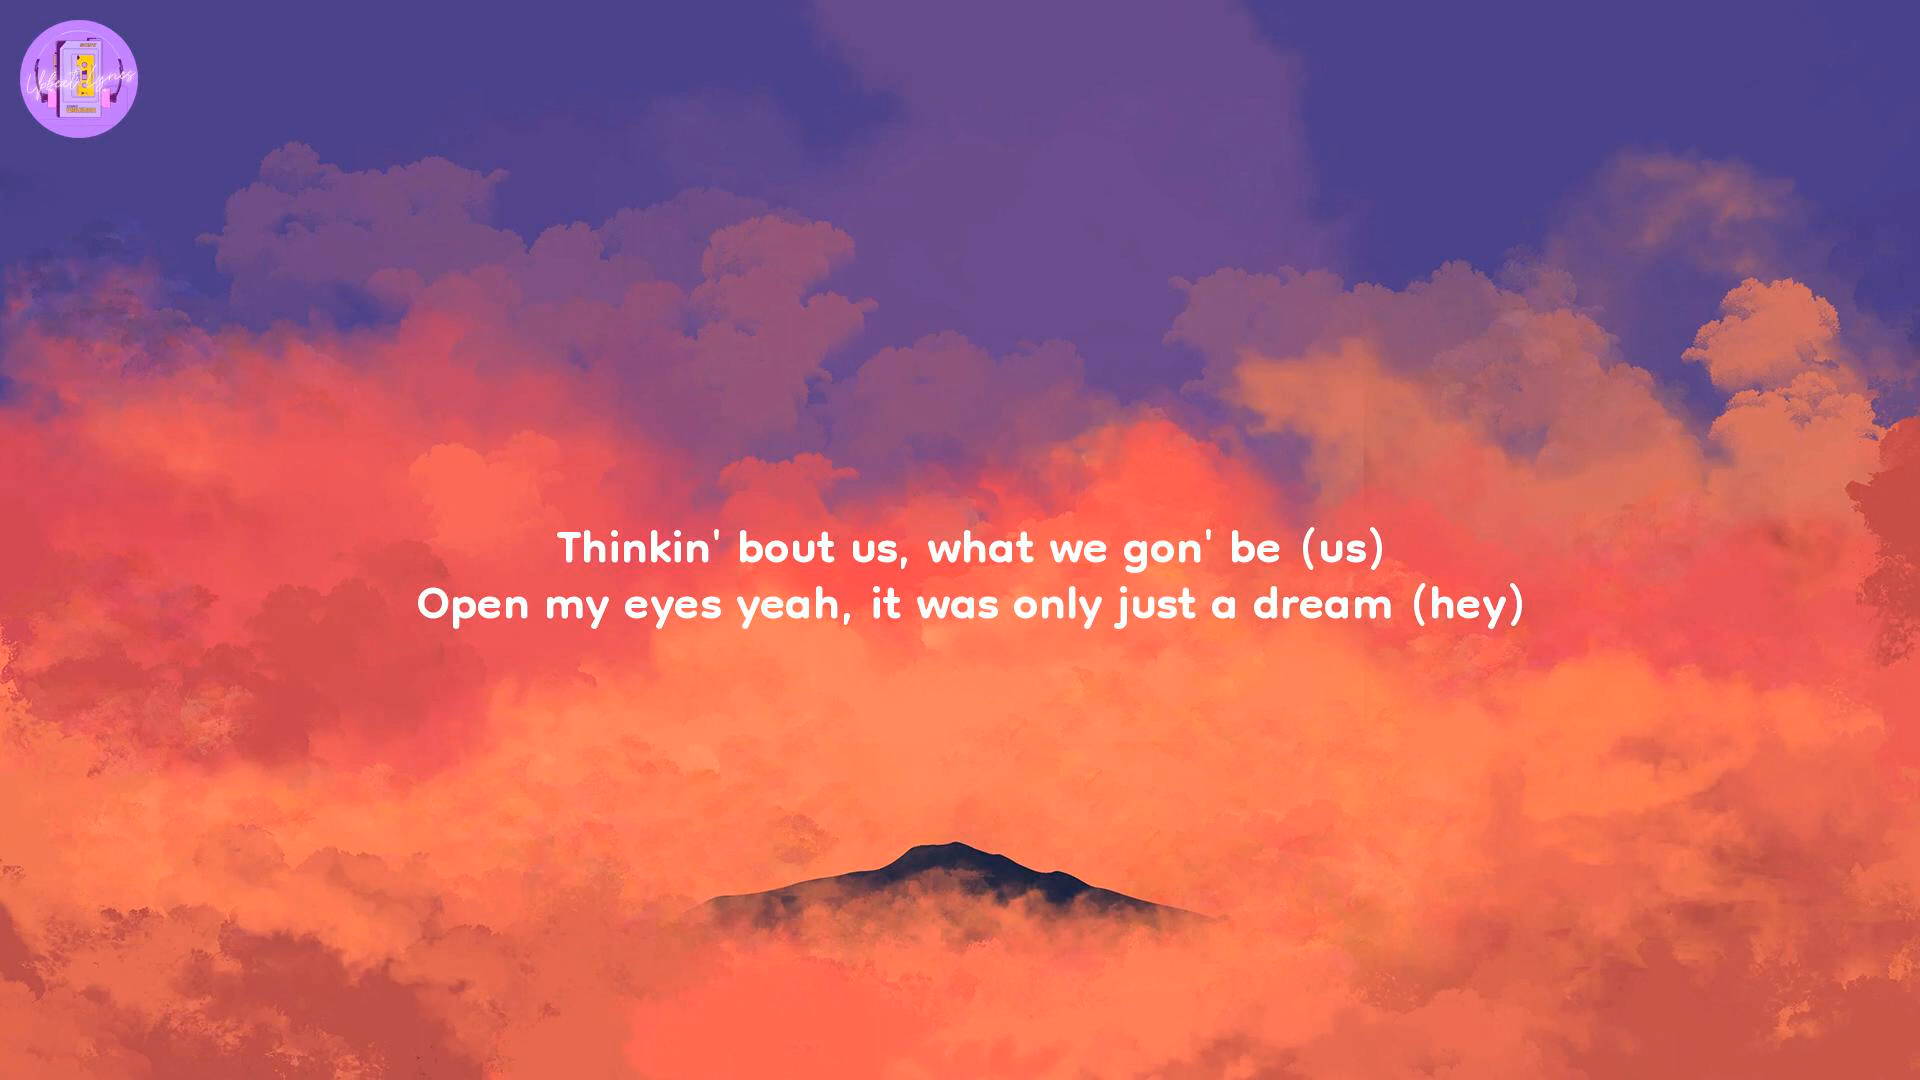 Thinkin' bout us, what we gon' be (us)
Open my eyes yeah, it was only just a dream (hey)